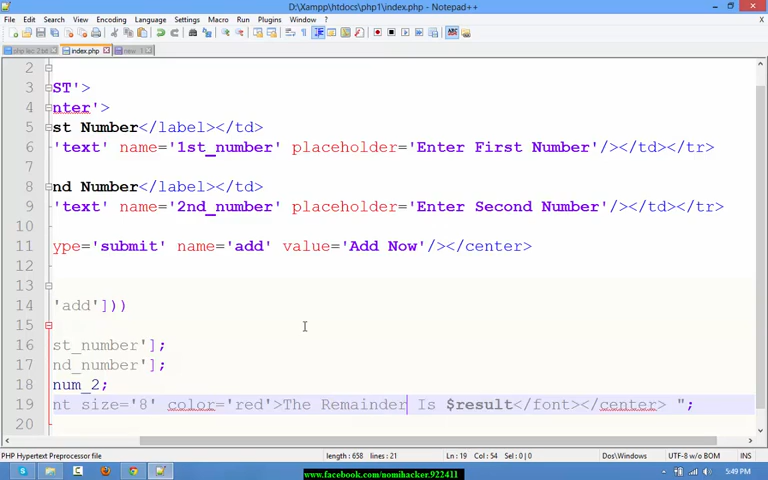 D:\Xampp\htdocs\php1\index.php - Notepad++
File Edit Search View Encoding Language Settings Macro Run Plugins Window ? X
php lec 2.txt index.php new 1
2
3 ST'>
4 nter'>
5 st Number</label></td>
6 'text' name='1st_number' placeholder='Enter First Number'/></td></tr>
7
8 nd Number</label></td>
9 'text' name='2nd_number' placeholder='Enter Second Number'/></td></tr>
10
11 ype='submit' name='add' value='Add Now'/></center>
12
13
14 'add']))
15
16 st_number'];
17 nd_number'];
18 num_2;
19 nt size='8' color='red'>The Remainder Is $result</font></center> ";
20
PHP Hypertext Preprocessor file length : 658 lines : 21 Ln : 19 Col : 54 Sel : 0 | 0 Dos\Windows UTF-8 w/o BOM INS
www.facebook.com/nomihacker.922411
5:49 PM